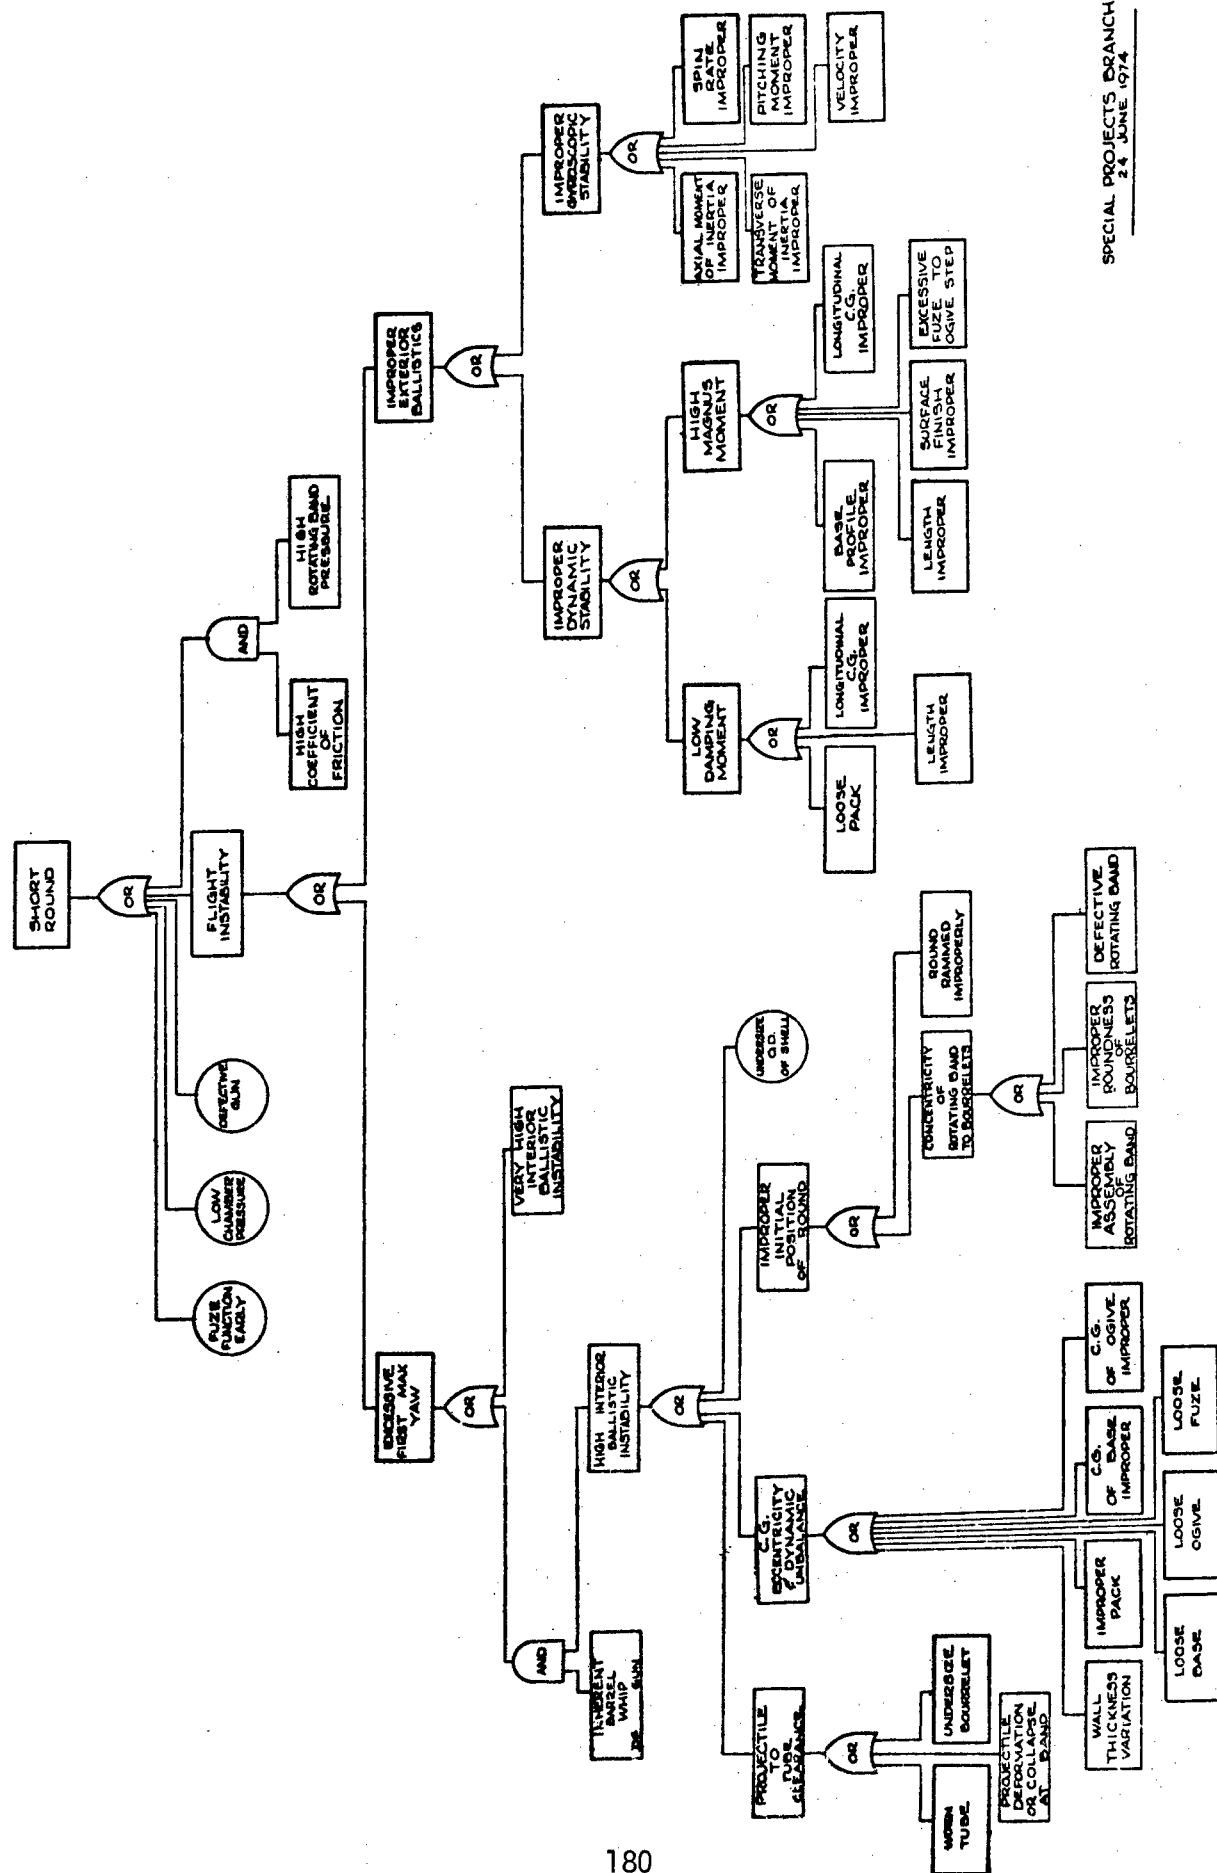 SHORT
ROUND
OR
FUZE
FUNCTION
EARLY
LOW
CHAMBER
PRESSURE
DEFECTIVE
GUN
FLIGHT
INSTABILITY
AND
HIGH
COEFFICIENT
OF
FRICTION
HIGH
ROTATING BAND
PRESSURE
OR
EXCESSIVE
FIRST MAX
YAW
IMPROPER
EXTERIOR
BALLISTICS
OR
OR
AND
VERY HIGH
INTERIOR
BALLISTIC
INSTABILITY
IMPROPER
DYNAMIC
STABILITY
IMPROPER
GYROSCOPIC
STABILITY
INHERENT
BARREL
WHIP
GUN
HIGH INTERIOR
BALLISTIC
INSTABILITY
OR
OR
OR
LOW
DAMPING
MOMENT
HIGH
MAGNUS
MOMENT
AXIAL MOMENT
OF INERTIA
IMPROPER
SPIN
RATE
IMPROPER
TRANSVERSE
MOMENT OF
INERTIA
IMPROPER
PITCHING
MOMENT
IMPROPER
VELOCITY
IMPROPER
PROJECTILE
TO
TUBE
CLEARANCE
C.G.
ECCENTRICITY
& DYNAMIC
UNBALANCE
IMPROPER
INITIAL
POSITION
OF ROUND
UNDERSIZE
O.D.
OF SHELL
OR
OR
OR
OR
OR
LOOSE
PACK
LONGITUDINAL
C.G.
IMPROPER
BASE
PROFILE
IMPROPER
LONGITUDINAL
C.G.
IMPROPER
LENGTH
IMPROPER
LENGTH
IMPROPER
SURFACE
FINISH
IMPROPER
EXCESSIVE
FUZE TO
OGIVE STEP
WORN
TUBE
UNDERSIZE
BOURRELET
PROJECTILE
DEFORMATION
OR COLLAPSE
AT BAND
CONCENTRICITY
OF
ROTATING BAND
TO BOURRELETS
ROUND
RAMMED
IMPROPERLY
OR
WALL
THICKNESS
VARIATION
IMPROPER
PACK
C.G.
OF BASE
IMPROPER
C.G.
OF OGIVE
IMPROPER
IMPROPER
ASSEMBLY
OF
ROTATING BAND
IMPROPER
ROUNDNESS
OF
BOURRELETS
DEFECTIVE
ROTATING BAND
LOOSE
BASE
LOOSE
OGIVE
LOOSE
FUZE
SPECIAL PROJECTS BRANCH
24 JUNE 1974
180